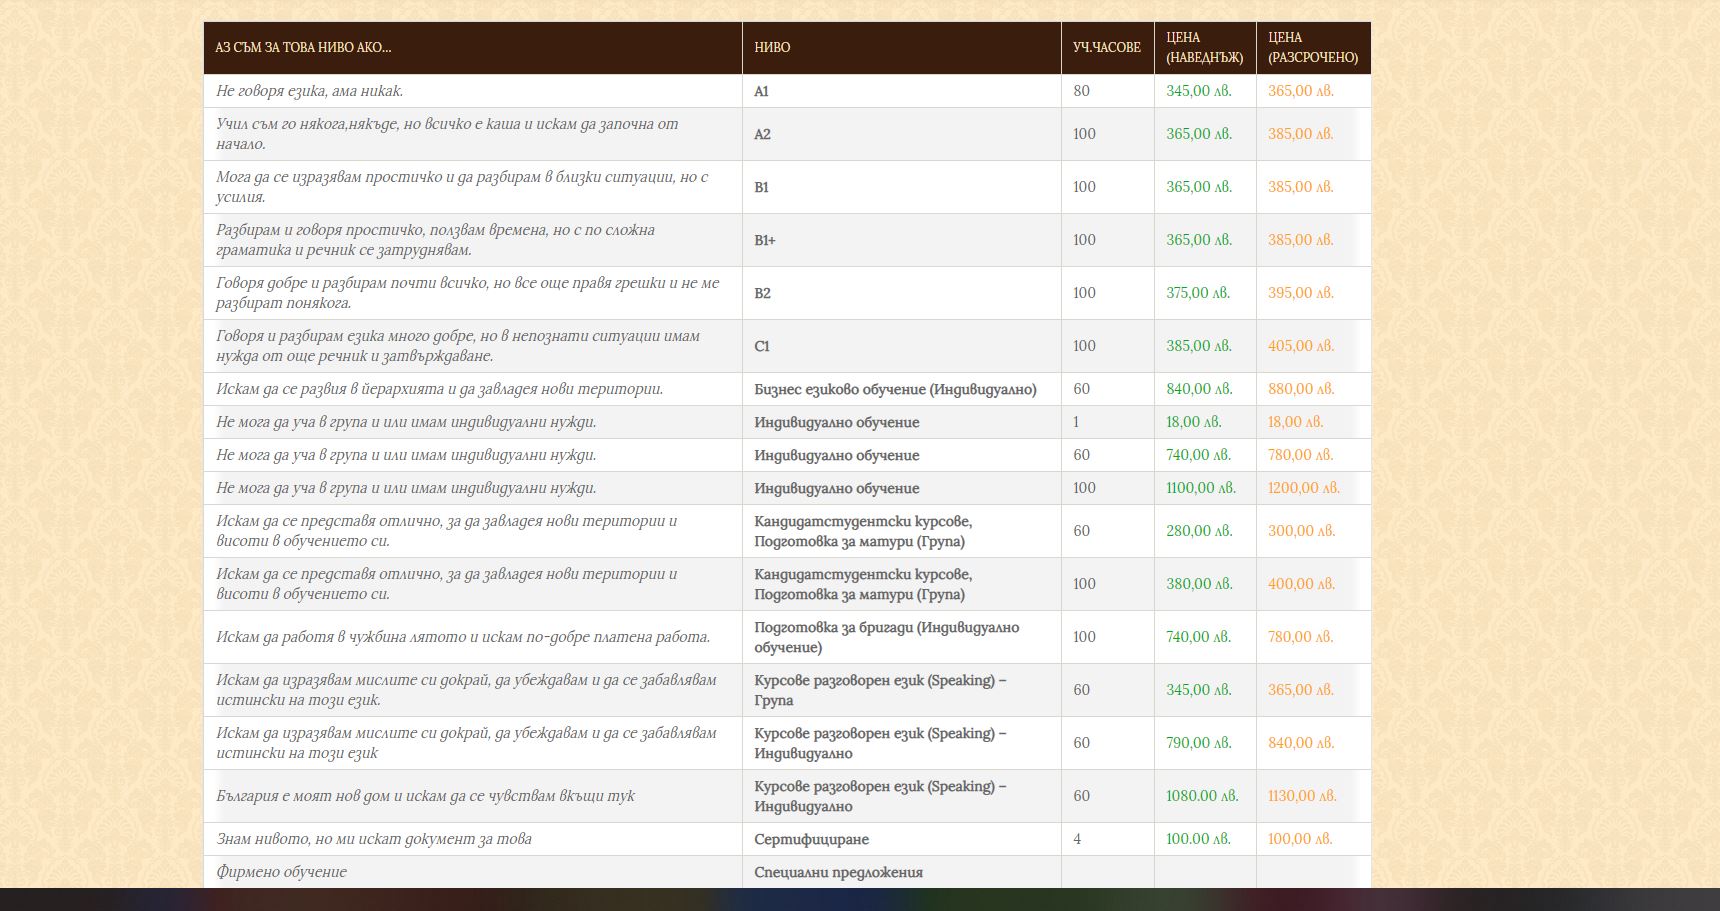 АЗ СЪМ ЗА ТОВА НИВО АКО... НИВО УЧ.ЧАСОВЕ ЦЕНА (НАВЕДНЪЖ) ЦЕНА (РАЗСРОЧЕНО)
Не говоря езика, ама никак. A1 80 345,00 лв. 365,00 лв.
Учил съм го някога,някъде, но всичко е каша и искам да започна от
начало. A2 100 365,00 лв. 385,00 лв.
Мога да се изразявам простичко и да разбирам в близки ситуации, но с
усилия. B1 100 365,00 лв. 385,00 лв.
Разбирам и говоря простичко, ползвам времена, но с по сложна
граматика и речник се затруднявам. B1+ 100 365,00 лв. 385,00 лв.
Говоря добре и разбирам почти всичко, но все още правя грешки и не ме
разбират понякога. B2 100 375,00 лв. 395,00 лв.
Говоря и разбирам езика много добре, но в непознати ситуации имам
нужда от още речник и затвърждаване. C1 100 385,00 лв. 405,00 лв.
Искам да се развия в йерархията и да завладея нови територии. Бизнес езиково обучение (Индивидуално) 60 840,00 лв. 880,00 лв.
Не мога да уча в група и или имам индивидуални нужди. Индивидуално обучение 1 18,00 лв. 18,00 лв.
Не мога да уча в група и или имам индивидуални нужди. Индивидуално обучение 60 740,00 лв. 780,00 лв.
Не мога да уча в група и или имам индивидуални нужди. Индивидуално обучение 100 1100,00 лв. 1200,00 лв.
Искам да се представя отлично, за да завладея нови територии и
висоти в обучението си. Кандидатстудентски курсове,
Подготовка за матури (Група) 60 280,00 лв. 300,00 лв.
Искам да се представя отлично, за да завладея нови територии и
висоти в обучението си. Кандидатстудентски курсове,
Подготовка за матури (Група) 100 380,00 лв. 400,00 лв.
Искам да работя в чужбина лятото и искам по-добре платена работа. Подготовка за бригади (Индивидуално
обучение) 100 740,00 лв. 780,00 лв.
Искам да изразявам мислите си докрай, да убеждавам и да се забавлявам
истински на този език. Курсове разговорен език (Speaking) –
Група 60 345,00 лв. 365,00 лв.
Искам да изразявам мислите си докрай, да убеждавам и да се забавлявам
истински на този език Курсове разговорен език (Speaking) –
Индивидуално 60 790,00 лв. 840,00 лв.
България е моят нов дом и искам да се чувствам вкъщи тук Курсове разговорен език (Speaking) –
Индивидуално 60 1080.00 лв. 1130,00 лв.
Знам нивото, но ми искат документ за това Сертифициране 4 100.00 лв. 100,00 лв.
Фирмено обучение Специални предложения